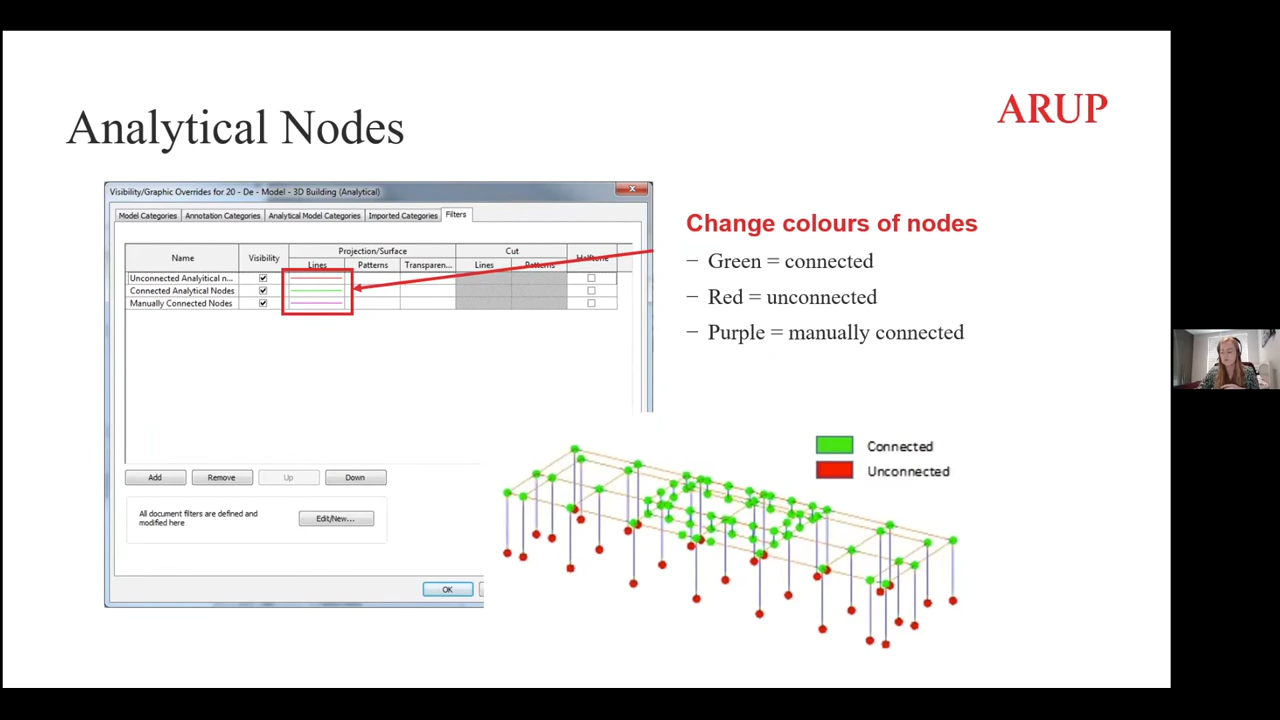 ARUP
Analytical Nodes
Visibility/Graphic Overrides for 20 - De - Model - 3D Building (Analytical)
Model Categories Annotation Categories Analytical Model Categories Imported Categories Filters
Name Visibility Projection/Surface Cut Halftone
Lines Patterns Transparen... Lines Patterns
Unconnected Analyitical n...
Connected Analytical Nodes
Manually Connected Nodes
Add Remove Up Down
All document filters are defined and
modified here
Edit/New...
OK
Change colours of nodes
– Green = connected
– Red = unconnected
– Purple = manually connected
Connected
Unconnected